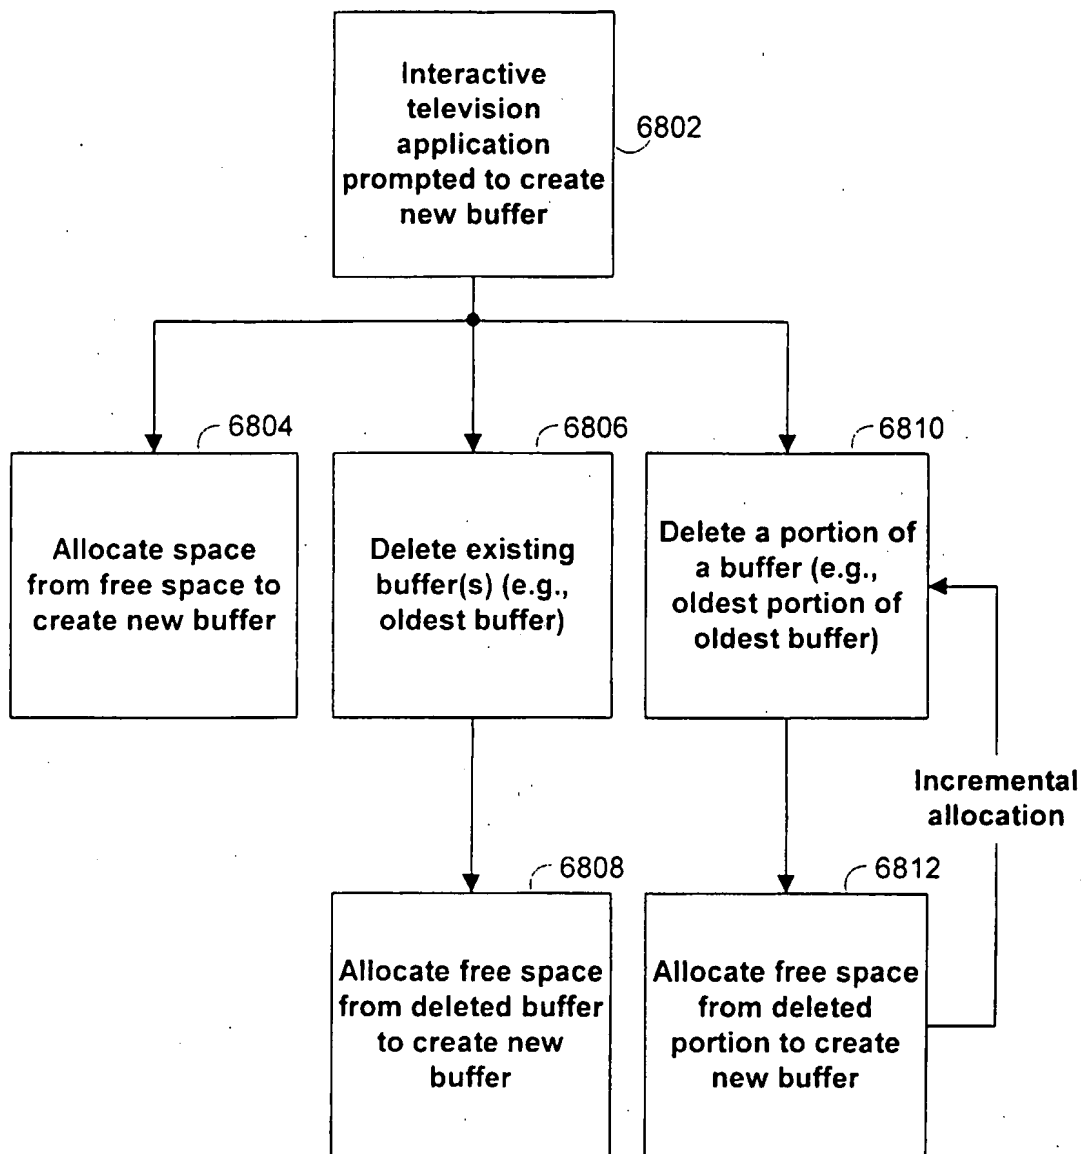 Interactive
television
application
prompted to create
new buffer
6802
6804
6806
6810
Allocate space
from free space to
create new buffer
Delete existing
buffer(s) (e.g.,
oldest buffer)
Delete a portion of
a buffer (e.g.,
oldest portion of
oldest buffer)
Incremental
allocation
6808
6812
Allocate free space
from deleted buffer
to create new
buffer
Allocate free space
from deleted
portion to create
new buffer